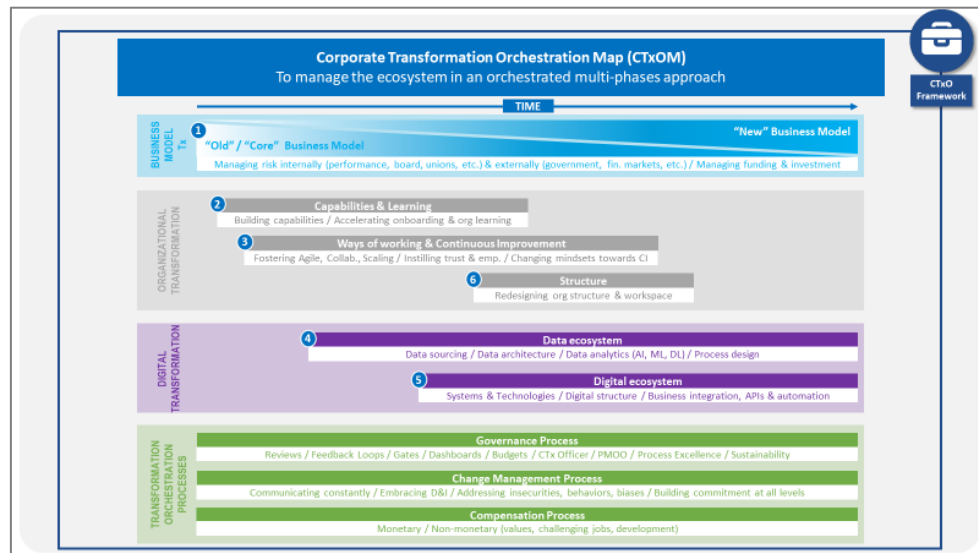 Corporate Transformation Orchestration Map (CTxOM)
To manage the ecosystem in an orchestrated multi-phases approach
CTxO
Framework
TIME
BUSINESS
MODEL
Tx
1
"New" Business Model
"Old" / "Core" Business Model
Managing risk internally (performance, board, unions, etc.) & externally (government, fin. markets, etc.) / Managing funding & investment
ORGANIZATIONAL
TRANSFORMATION
2
Capabilities & Learning
Building capabilities / Accelerating onboarding & org learning
3
Ways of working & Continuous Improvement
Fostering Agile, Collab., Scaling / Instilling trust & emp. / Changing mindsets towards CI
6
Structure
Redesigning org structure & workspace
DIGITAL
TRANSFORMATION
4
Data ecosystem
Data sourcing / Data architecture / Data analytics (AI, ML, DL) / Process design
5
Digital ecosystem
Systems & Technologies / Digital structure / Business integration, APIs & automation
TRANSFORMATION
ORCHESTRATION
PROCESSES
Governance Process
Reviews / Feedback Loops / Gates / Dashboards / Budgets / CTx Officer / PMOO / Process Excellence / Sustainability
Change Management Process
Communicating constantly / Embracing D&I / Addressing insecurities, behaviors, biases / Building commitment at all levels
Compensation Process
Monetary / Non-monetary (values, challenging jobs, development)